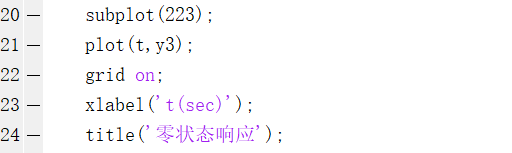 20 — subplot(223);
21 — plot(t,y3);
22 — grid on;
23 — xlabel('t(sec)');
24 — title('零状态响应');